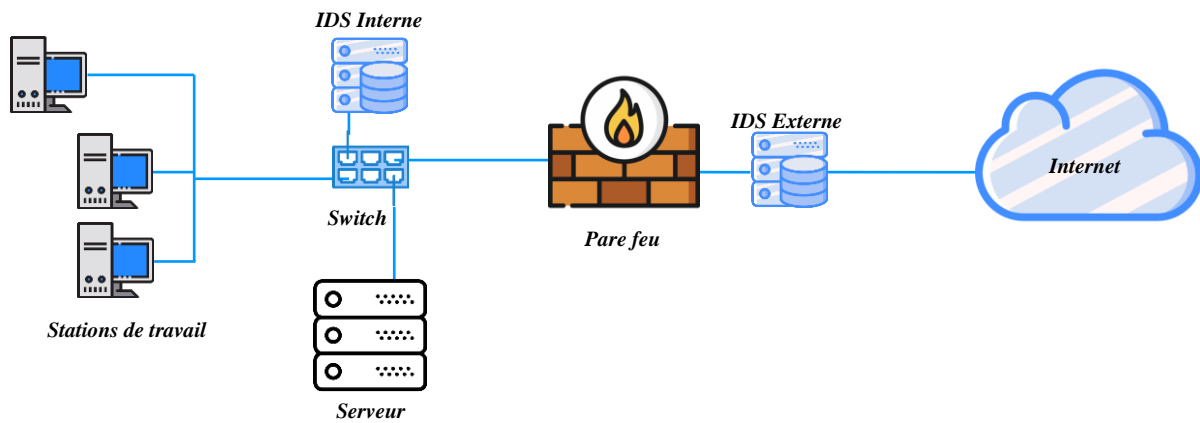 IDS Interne
IDS Externe
Internet
Switch
Pare feu
Stations de travail
Serveur